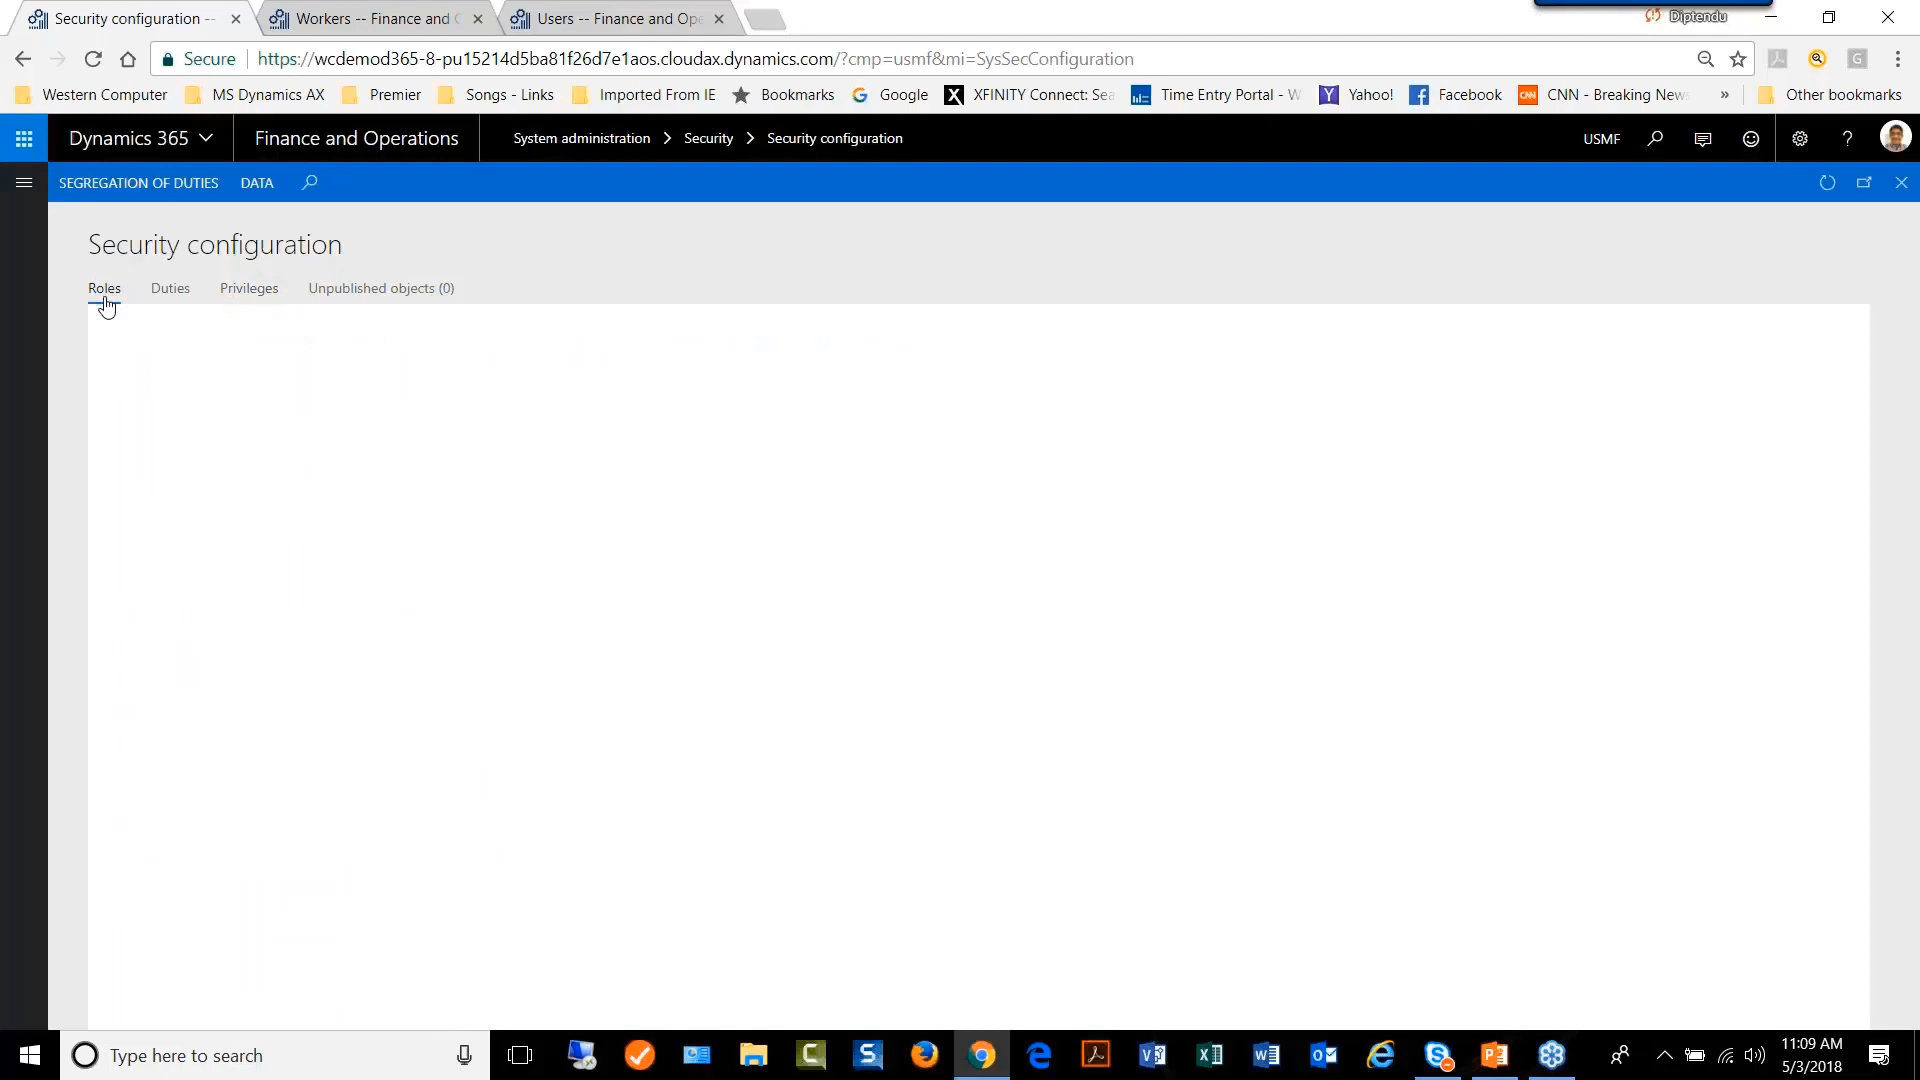 Security configuration --
Workers -- Finance and
Users -- Finance and Ope
Diptendu
Secure
https://wcdemod365-8-pu15214d5ba81f26d7e1aos.cloudax.dynamics.com/?cmp=usmf&mi=SysSecConfiguration
Western Computer
MS Dynamics AX
Premier
Songs - Links
Imported From IE
Bookmarks
Google
XFINITY Connect: Sea
Time Entry Portal - W
Yahoo!
Facebook
CNN - Breaking New
»
Other bookmarks
Dynamics 365
Finance and Operations
System administration > Security > Security configuration
USMF
SEGREGATION OF DUTIES
DATA
Security configuration
Roles
Duties
Privileges
Unpublished objects (0)
Type here to search
11:09 AM
5/3/2018